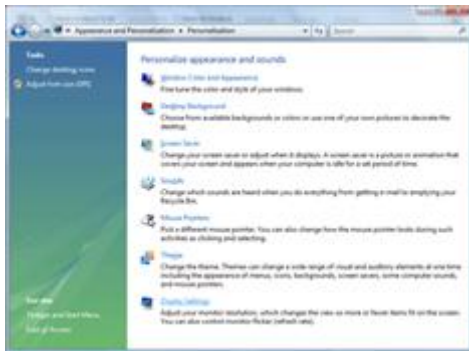 Appearance and Personalization ▸ Personalization
Tasks
Change desktop icons
Adjust font size (DPI)
Personalize appearance and sounds
Window Color and Appearance
Fine tune the color and style of your windows.
Desktop Background
Choose from available backgrounds or colors or use one of your own pictures to decorate the
desktop.
Screen Saver
Change your screen saver or adjust when it displays. A screen saver is a picture or animation that
covers your screen and appears when your computer is idle for a set period of time.
Sounds
Change which sounds are heard when you do everything from getting e-mail to emptying your
Recycle Bin.
Mouse Pointers
Pick a different mouse pointer. You can also change how the mouse pointer looks during such
activities as clicking and selecting.
Theme
Change the theme. Themes can change a wide range of visual and auditory elements at one time
including the appearance of menus, icons, backgrounds, screen savers, some computer sounds,
and mouse pointers.
Display Settings
Adjust your monitor resolution, which changes the view so more or fewer items fit on the screen.
You can also control monitor flicker (refresh rate).
See also
Taskbar and Start Menu
Ease of Access